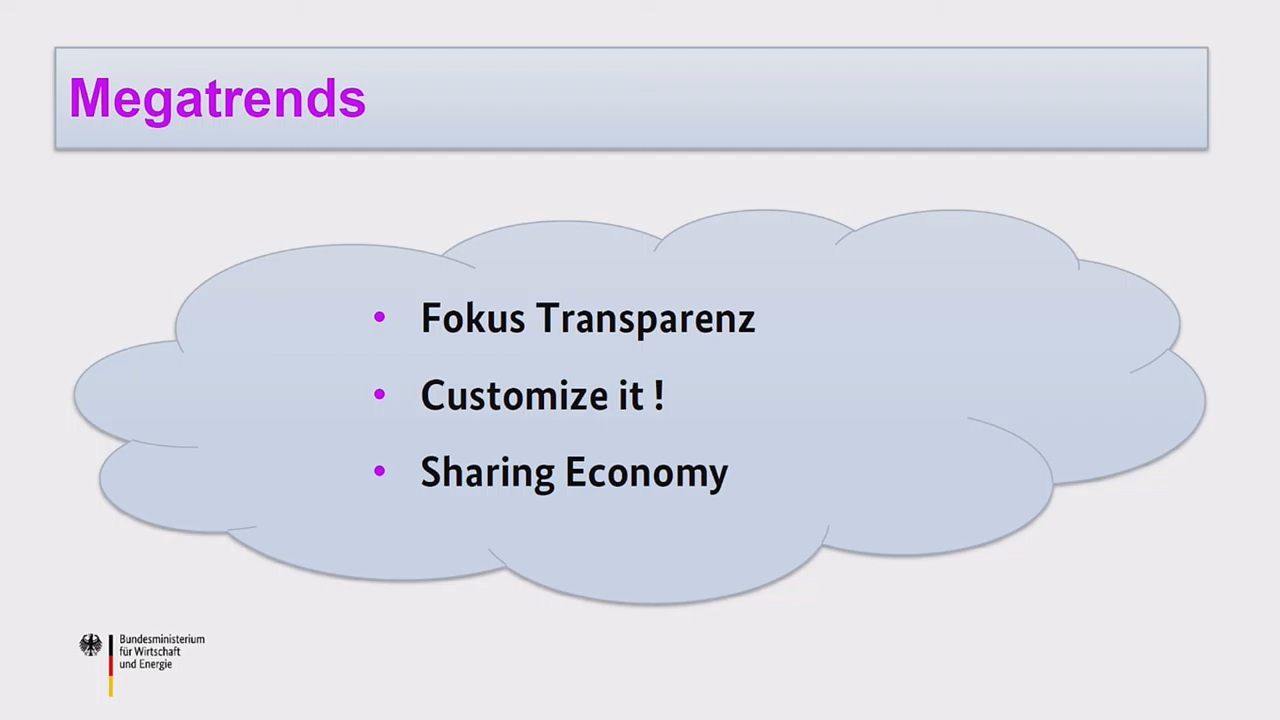 Megatrends
• Fokus Transparenz
• Customize it !
• Sharing Economy
Bundesministerium
für Wirtschaft
und Energie